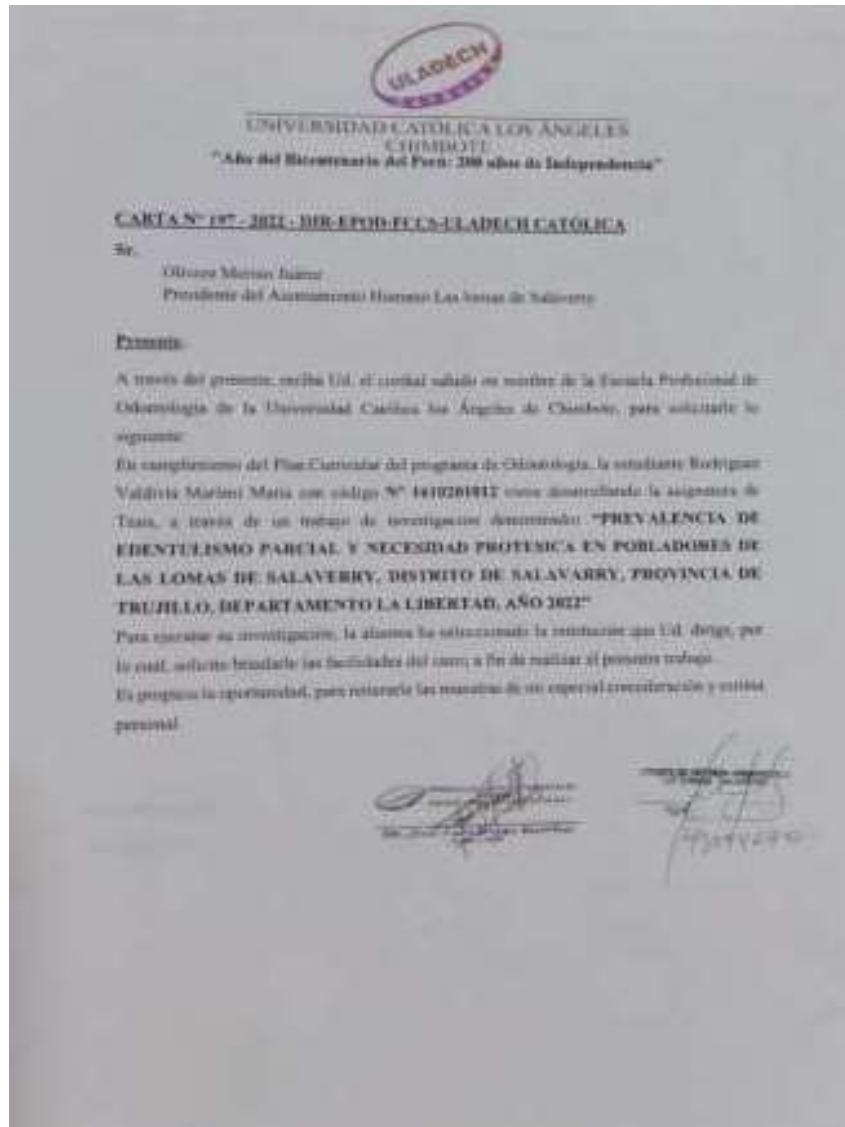 ULADECH
UNIVERSIDAD CATÓLICA LOS ÁNGELES
CHIMBOTE
"Año del Bicentenario del Perú: 200 años de Independencia"
CARTA Nº 197 - 2022 - DIR-EPOD-FCCS-ULADECH CATÓLICA
Sr.
Presidente del Asentamiento Humano Las lomas de Salaverry
Presente
A través del presente, reciba Ud. el cordial saludo en nombre de la Escuela Profesional de
Odontología de la Universidad Católica los Ángeles de Chimbote, para solicitarle lo
siguiente:
En cumplimiento del Plan Curricular del programa de Odontología, la estudiante Rodriguez
Valdivia Marlent Maria con código Nº 1610201012 viene desarrollando la asignatura de
Tesis, a través de un trabajo de investigación denominado: "PREVALENCIA DE
EDENTULISMO PARCIAL Y NECESIDAD PROTESICA EN POBLADORES DE
LAS LOMAS DE SALAVERRY, DISTRITO DE SALAVARRY, PROVINCIA DE
TRUJILLO, DEPARTAMENTO LA LIBERTAD, AÑO 2022"
Para ejecutar su investigación, la alumna ha seleccionado la institución que Ud. dirige, por
lo cual, solicito brindarle las facilidades del caso, a fin de realizar el presente trabajo.
Es propicia la oportunidad, para reiterarle las muestras de mi especial consideración y estima
personal.